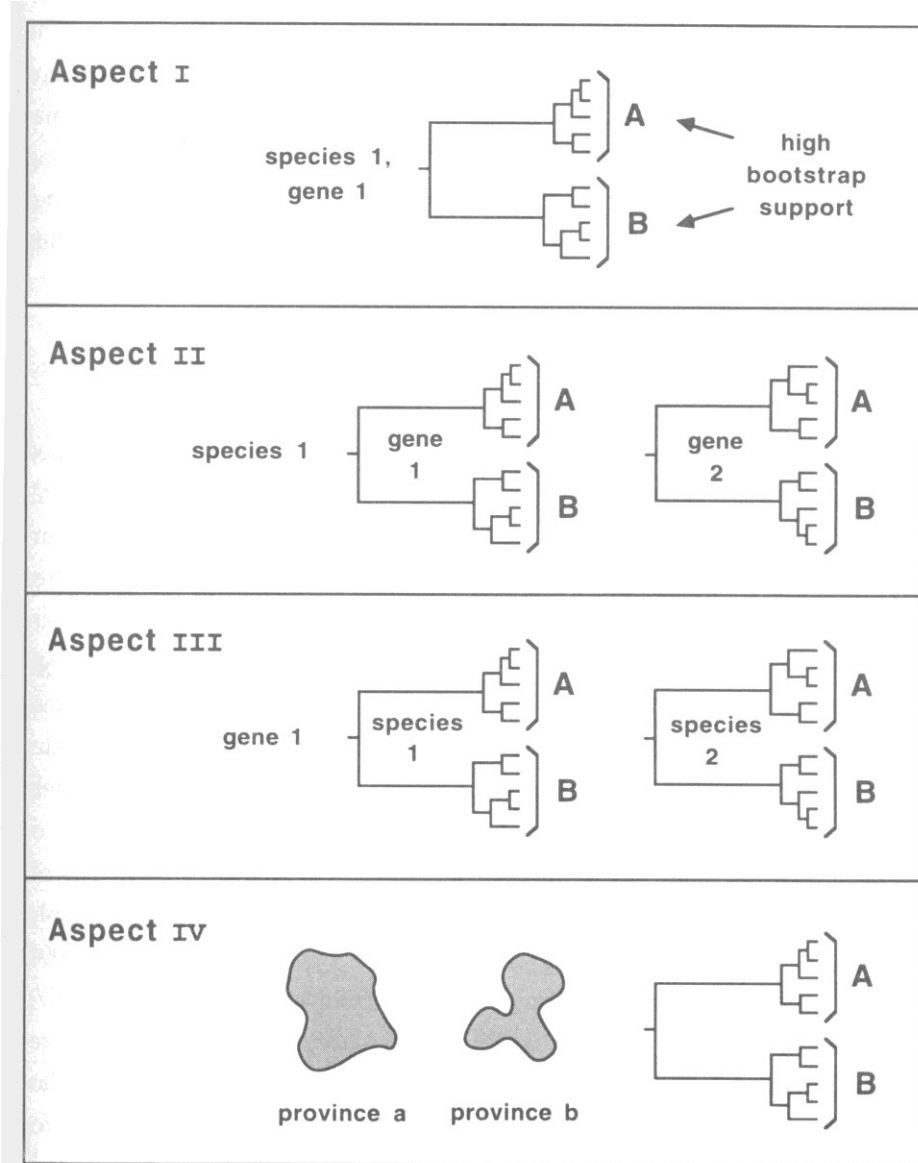 Aspect I
species 1,
gene 1
A
B
high
bootstrap
support
Aspect II
species 1
gene
1
A
B
gene
2
A
B
Aspect III
gene 1
species
1
A
B
species
2
A
B
Aspect IV
province a
province b
A
B